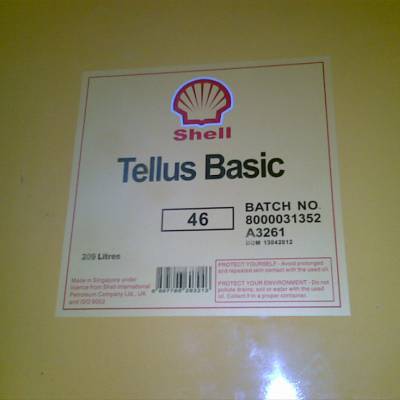 Shell
Tellus Basic
46
BATCH NO.
8000031352
A3261
DOM 13042012
209 Litres
PROTECT YOURSELF - Avoid prolonged
and repeated skin contact with the used oil.
PROTECT YOUR ENVIRONMENT - Do not
pollute drains, soil or water with the used
oil. Collect it in a proper container.
Made in Singapore under
licence from Shell International
Petroleum Company Ltd., UK
and ISO 9002